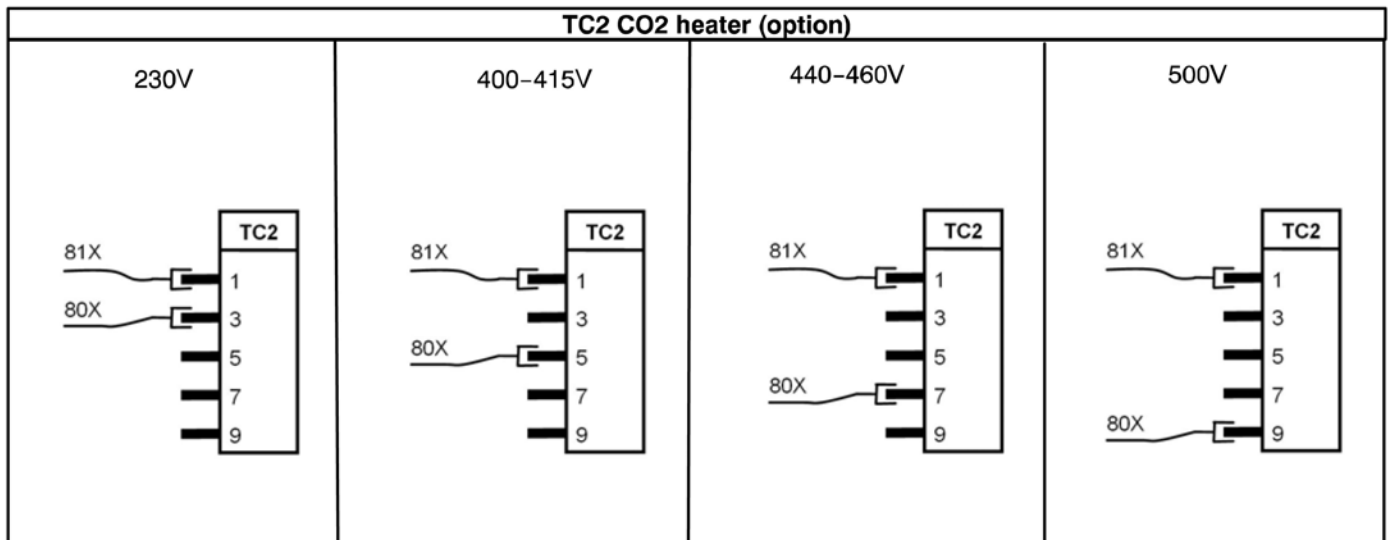 TC2 CO2 heater (option)
230V
400-415V
440-460V
500V
TC2
81X
1
80X
3
5
7
9
TC2
81X
1
3
80X
5
7
9
TC2
81X
1
3
5
80X
7
9
TC2
81X
1
3
5
7
80X
9